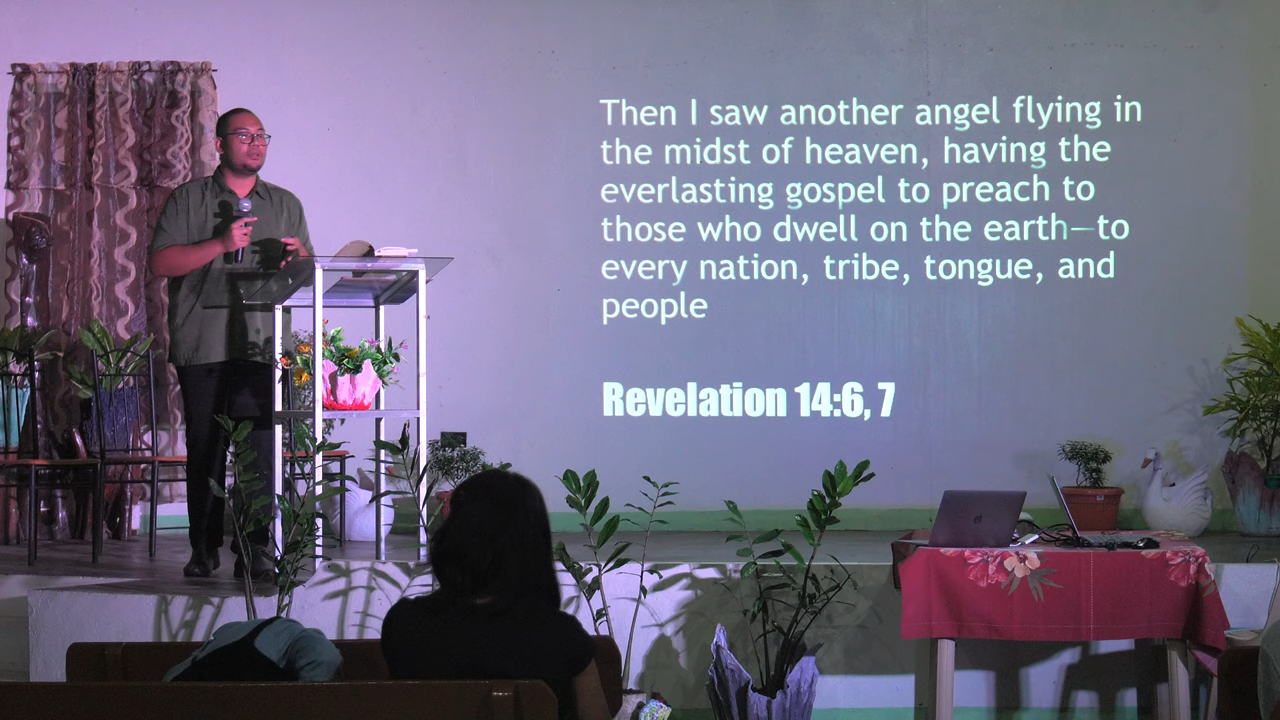 Then I saw another angel flying in
the midst of heaven, having the
everlasting gospel to preach to
those who dwell on the earth—to
every nation, tribe, tongue, and
people
Revelation 14:6, 7